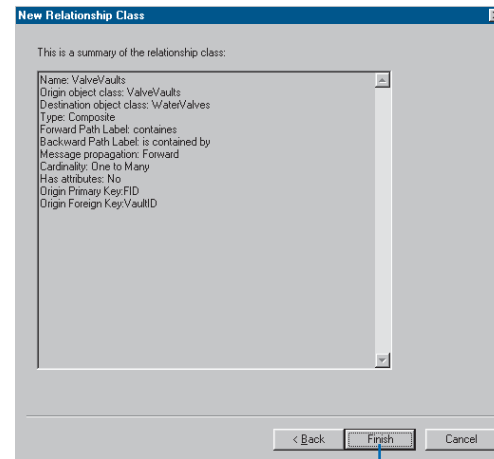 New Relationship Class
This is a summary of the relationship class:
Name: ValveVaults
Origin object class: ValveVaults
Destination object class: WaterValves
Type: Composite
Forward Path Label: containes
Backward Path Label: is contained by
Message propagation: Forward
Cardinality: One to Many
Has attributes: No
Origin Primary Key:FID
Origin Foreign Key:VaultID
< Back Finish Cancel